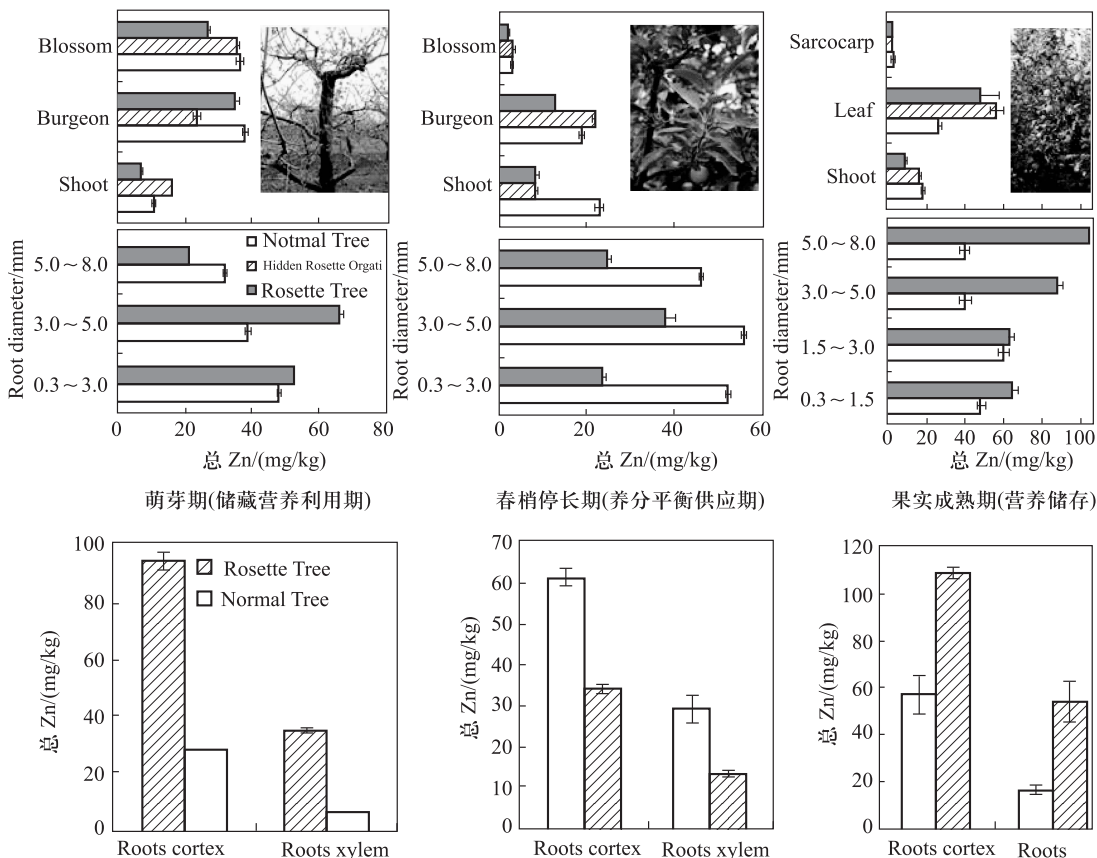 Blossom
Burgeon
Shoot
Root diameter/mm
5.0～8.0
3.0～5.0
0.3～3.0
Notmal Tree
Hidden Rosette Orgati
Rosette Tree
0 20 40 60 80
总 Zn/(mg/kg)
萌芽期(储藏营养利用期)
Blossom
Burgeon
Shoot
Root diameter/mm
5.0～8.0
3.0～5.0
0.3～3.0
0 20 40 60
总 Zn/(mg/kg)
春梢停长期(养分平衡供应期)
Sarcocarp
Leaf
Shoot
5.0～8.0
3.0～5.0
1.5～3.0
0.3～1.5
0 20 40 60 80 100
总 Zn/(mg/kg)
果实成熟期(营养储存)
总 Zn/(mg/kg)
100
80
60
40
20
0
Rosette Tree
Normal Tree
Roots cortex Roots xylem
总 Zn/(mg/kg)
70
60
50
40
30
20
10
0
Roots cortex Roots xylem
总 Zn/(mg/kg)
120
100
80
60
40
20
0
Roots cortex Roots